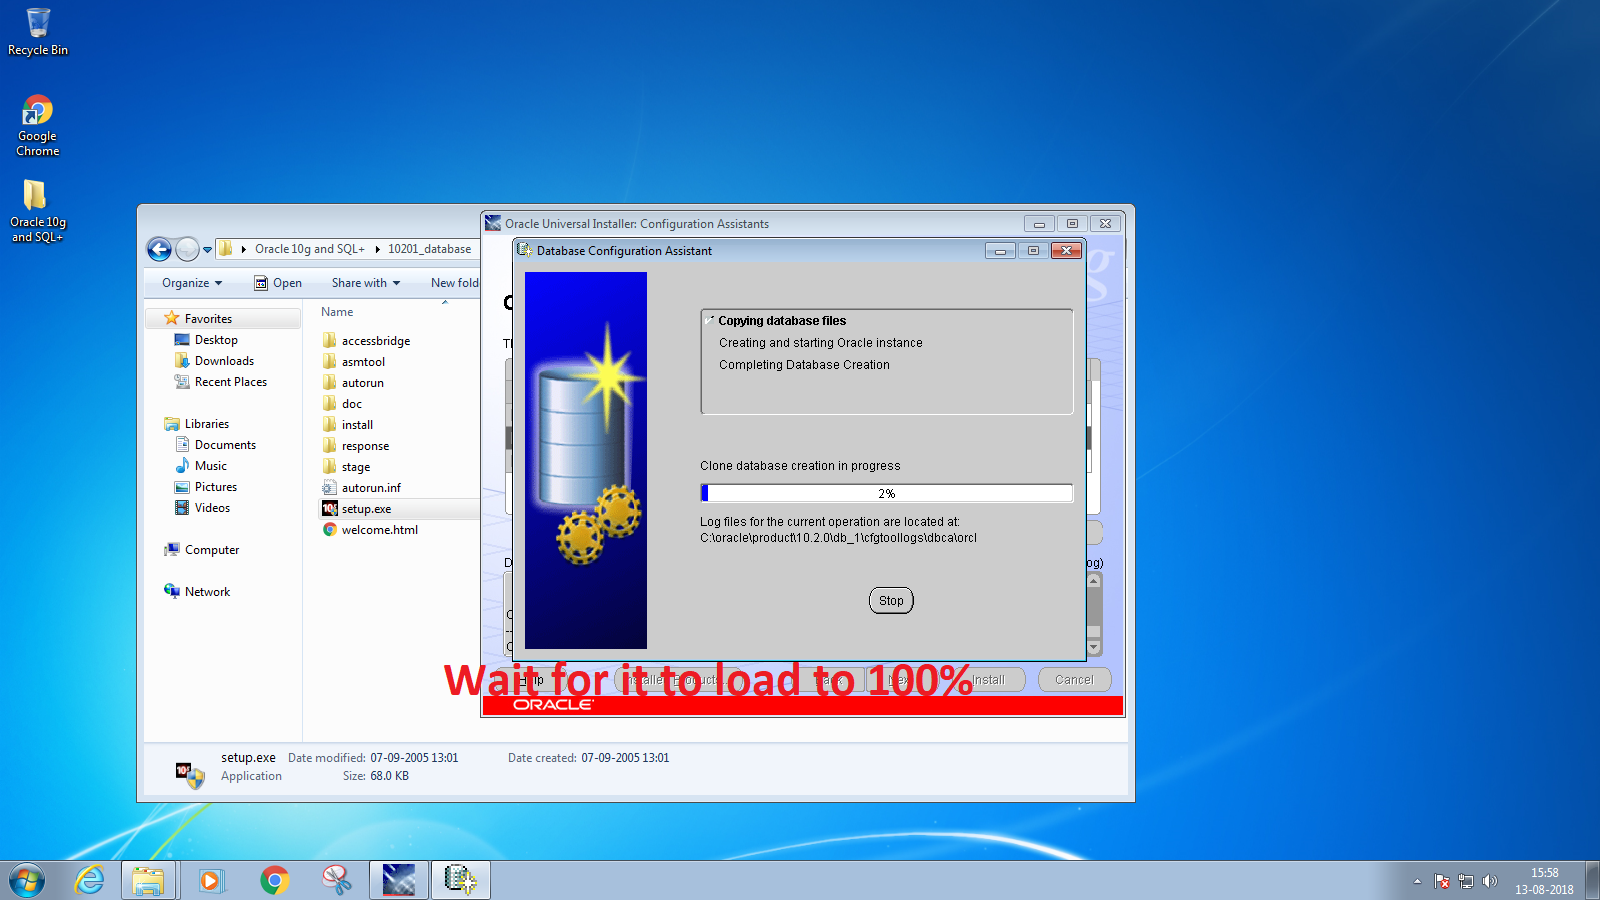 Recycle Bin
Google
Chrome
Oracle 10g
and SQL+
Oracle 10g and SQL+
10201_database
Organize
Open
Share with
New fold
Favorites
Desktop
Downloads
Recent Places
Libraries
Documents
Music
Pictures
Videos
Computer
Network
Name
accessbridge
asmtool
autorun
doc
install
response
stage
autorun.inf
setup.exe
welcome.html
Oracle Universal Installer: Configuration Assistants
Database Configuration Assistant
Copying database files
Creating and starting Oracle instance
Completing Database Creation
Clone database creation in progress
2%
Log files for the current operation are located at:
C:\oracle\product\10.2.0\db_1\cfgtoollogs\dbca\orcl
Stop
og)
Wait for it to load to 100%
Help
Install
Cancel
ORACLE
setup.exe
Date modified: 07-09-2005 13:01
Date created: 07-09-2005 13:01
Application
Size: 68.0 KB
15:58
13-08-2018